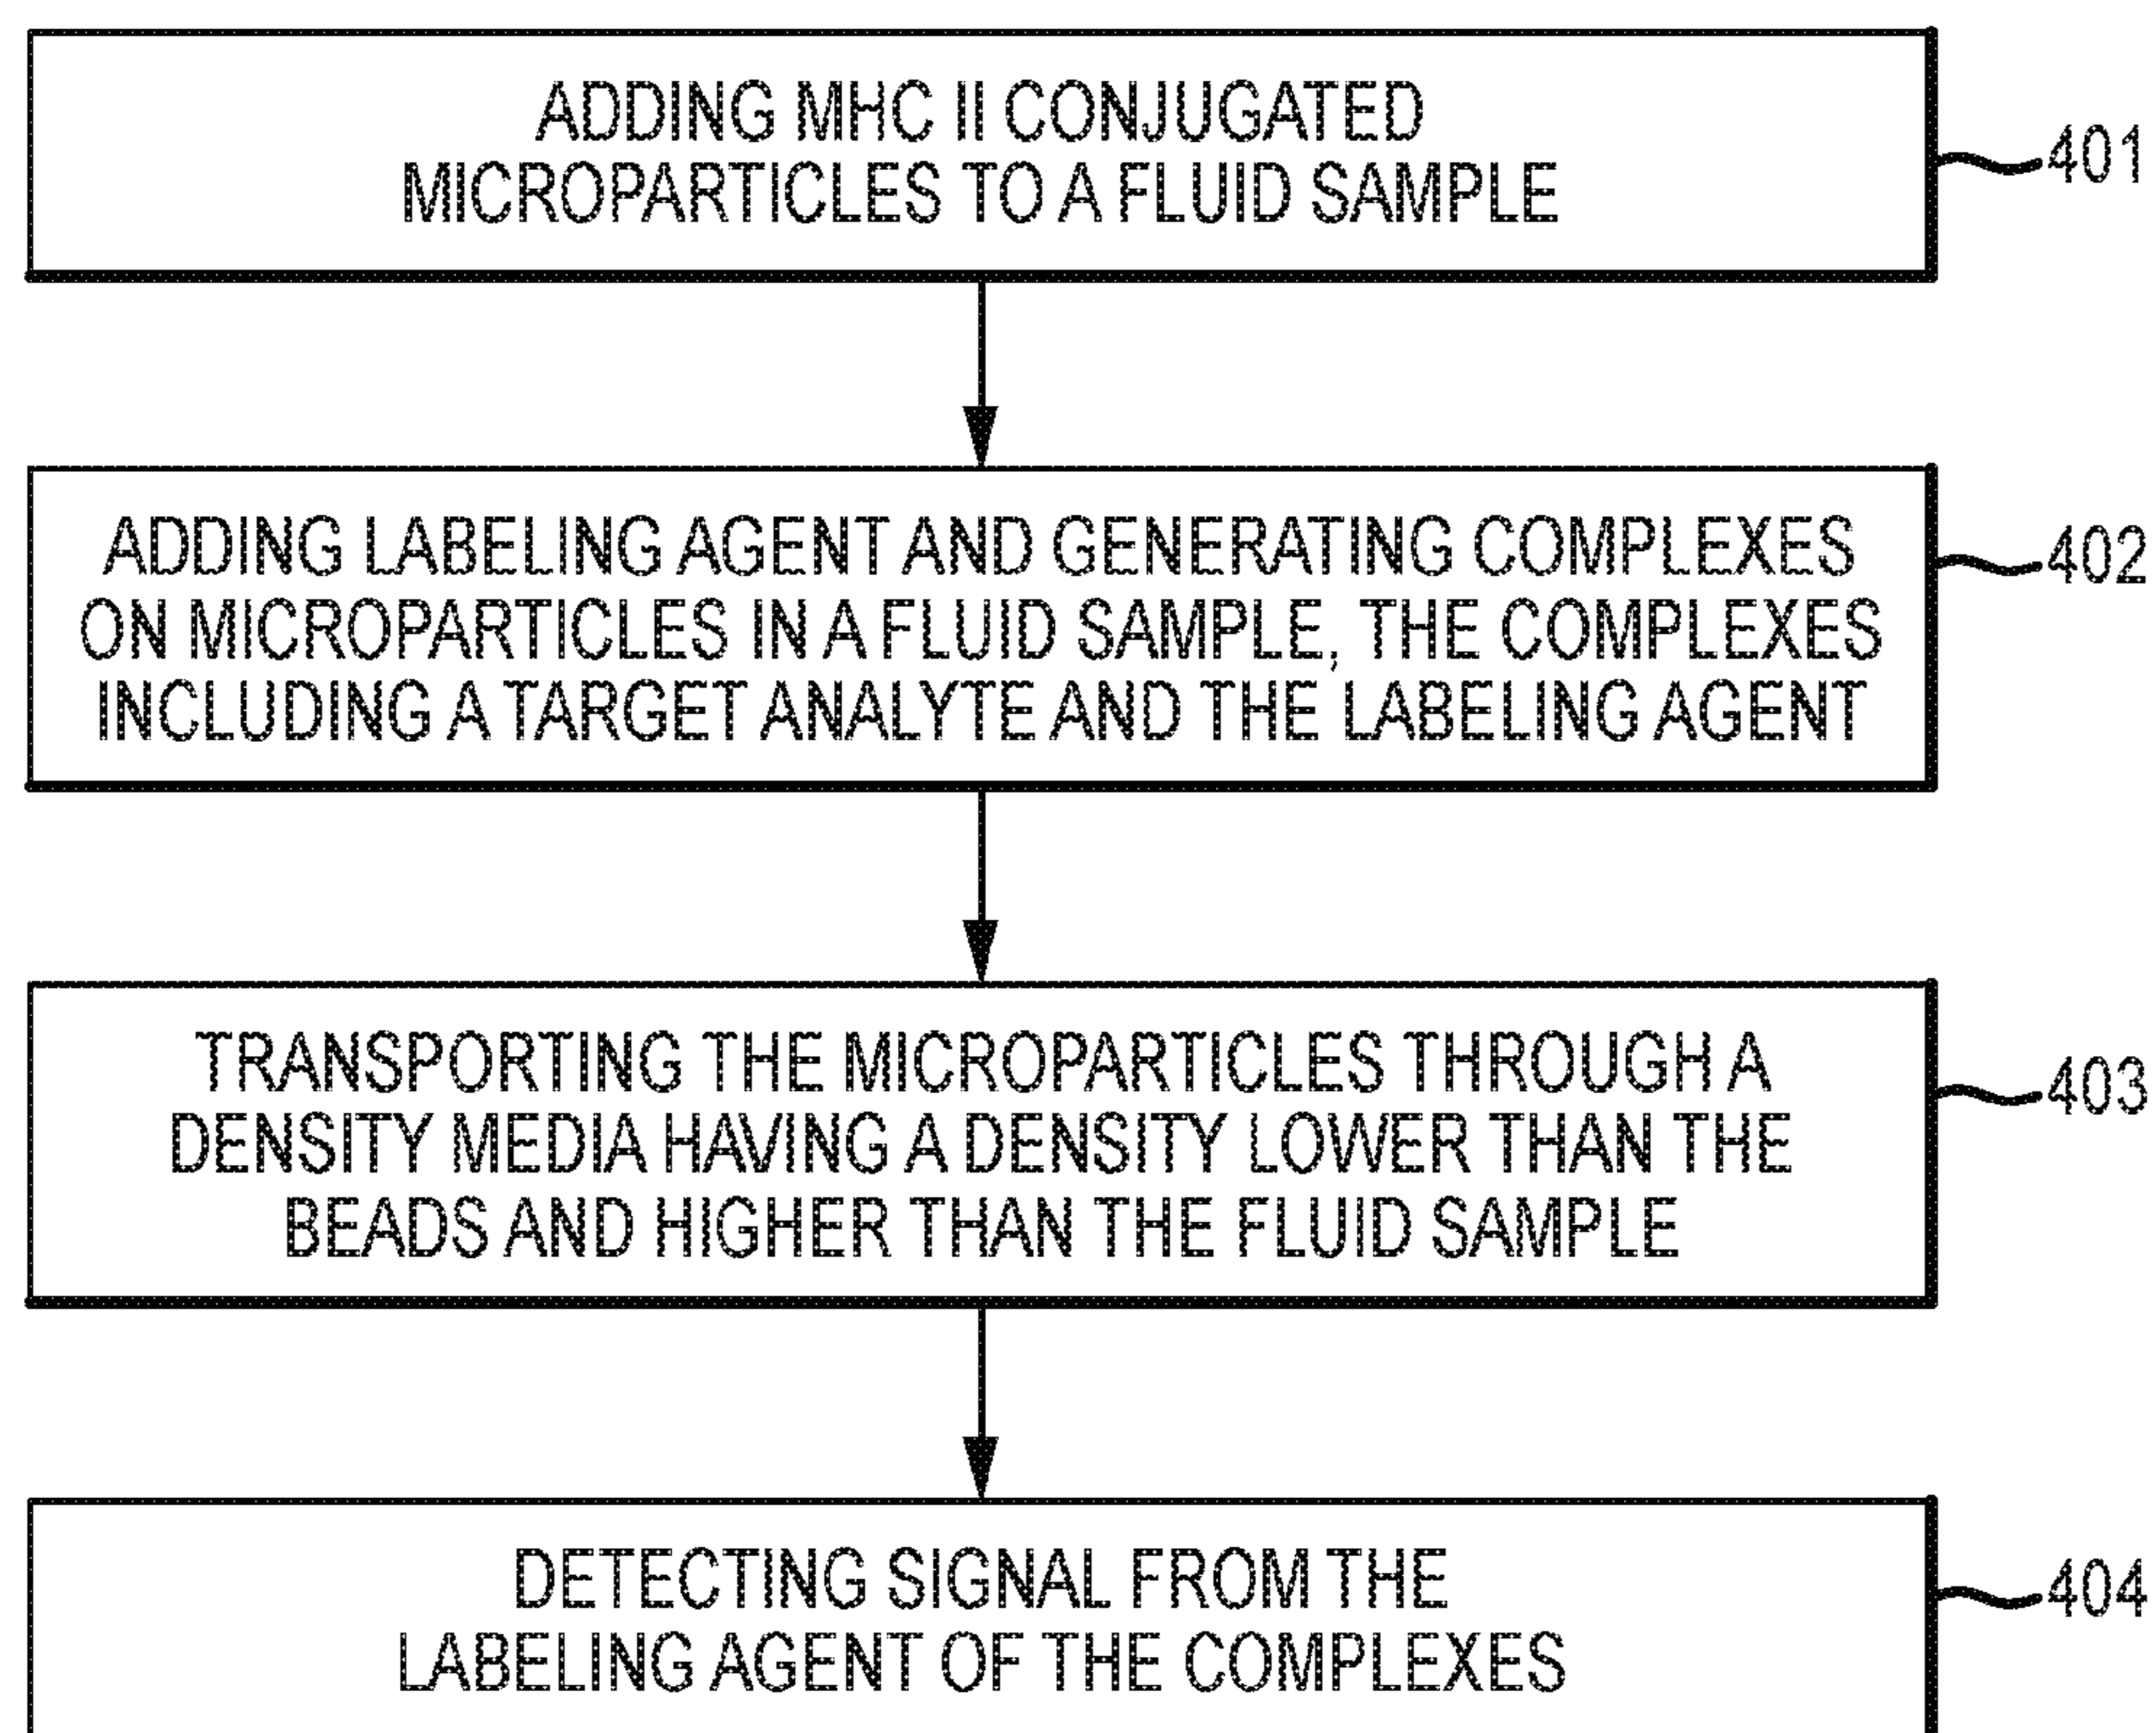 ADDING MHC II CONJUGATED
MICROPARTICLES TO A FLUID SAMPLE
401
ADDING LABELING AGENT AND GENERATING COMPLEXES
ON MICROPARTICLES IN A FLUID SAMPLE, THE COMPLEXES
INCLUDING A TARGET ANALYTE AND THE LABELING AGENT
402
TRANSPORTING THE MICROPARTICLES THROUGH A
DENSITY MEDIA HAVING A DENSITY LOWER THAN THE
BEADS AND HIGHER THAN THE FLUID SAMPLE
403
DETECTING SIGNAL FROM THE
LABELING AGENT OF THE COMPLEXES
404